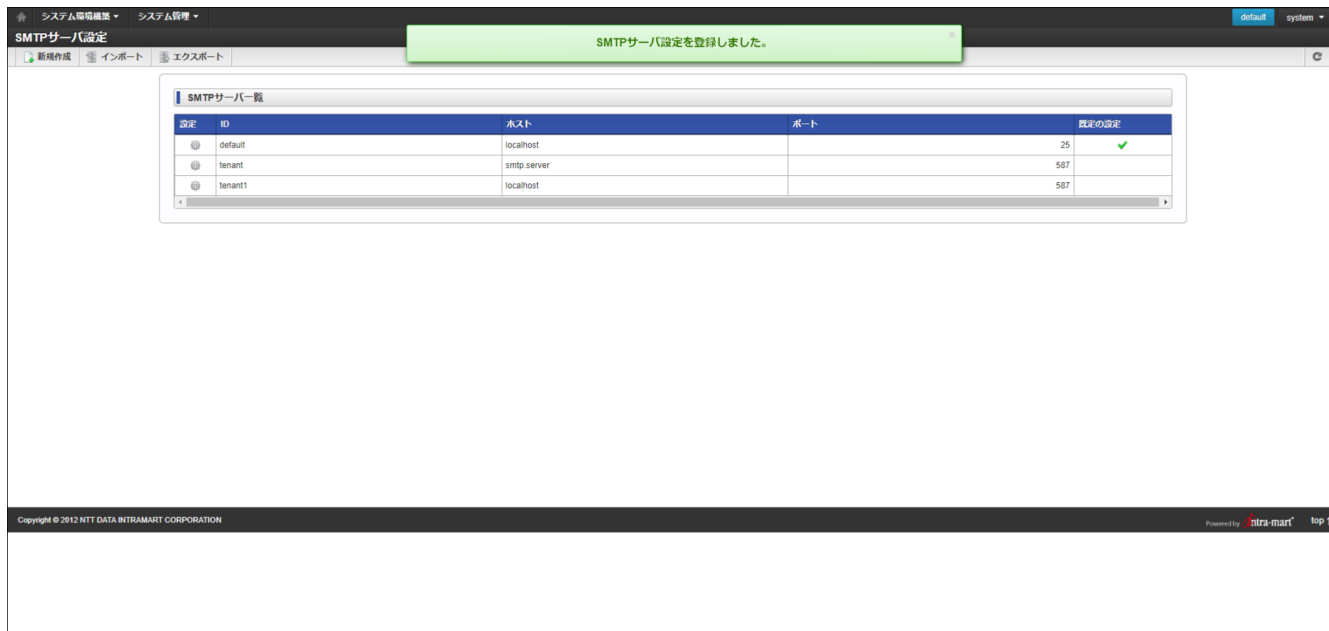 システム環境構築 ▾ システム管理 ▾ default system ▾
SMTPサーバ設定
SMTPサーバ設定を登録しました。 ×
新規作成 インポート エクスポート
SMTPサーバ一覧
設定 ID ホスト ポート 既定の設定
default localhost 25
tenant smtp.server 587
tenant1 localhost 587
Copyright © 2012 NTT DATA INTRAMART CORPORATION Powered by intra-mart top